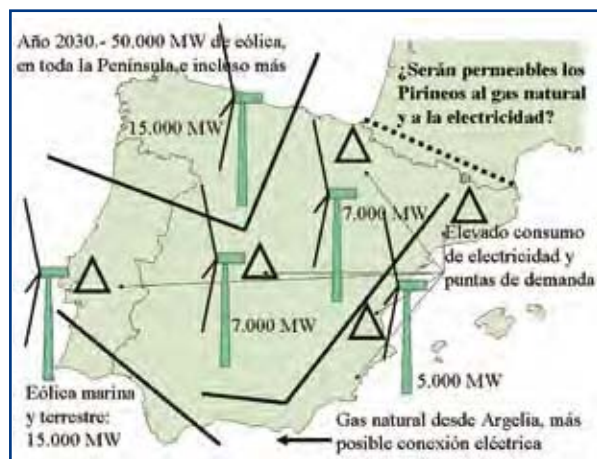 Año 2030.- 50.000 MW de eólica,
en toda la Península,e incluso más
¿Serán permeables los
Pirineos al gas natural
y a la electricidad?
15.000 MW
7.000 MW
Elevado consumo
de electricidad y
puntas de demanda
7.000 MW
5.000 MW
Eólica marina
y terrestre:
15.000 MW
Gas natural desde Argelia, más
posible conexión eléctrica